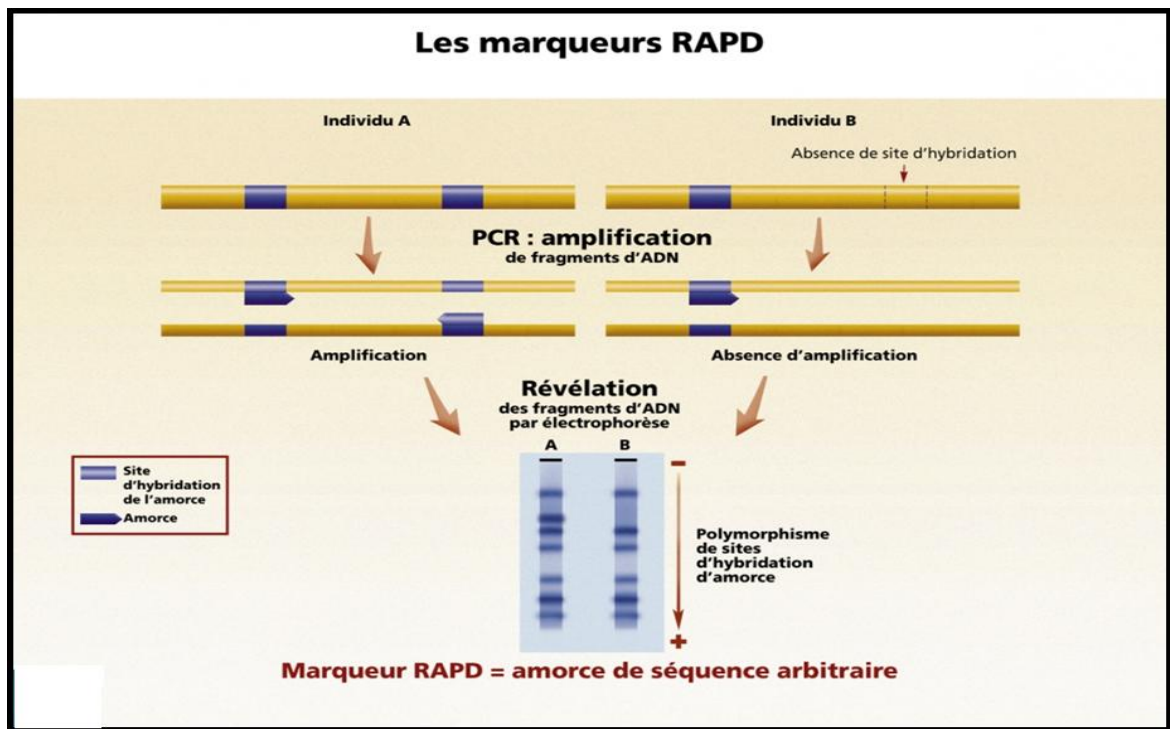 Les marqueurs RAPD
Individu A
Individu B
Absence de site d'hybridation
PCR : amplification
de fragments d'ADN
Amplification
Absence d'amplification
Révélation
des fragments d'ADN
par électrophorèse
A
B
–
Site
d'hybridation
de l'amorce
Amorce
Polymorphisme
de sites
d'hybridation
d'amorce
+
Marqueur RAPD = amorce de séquence arbitraire